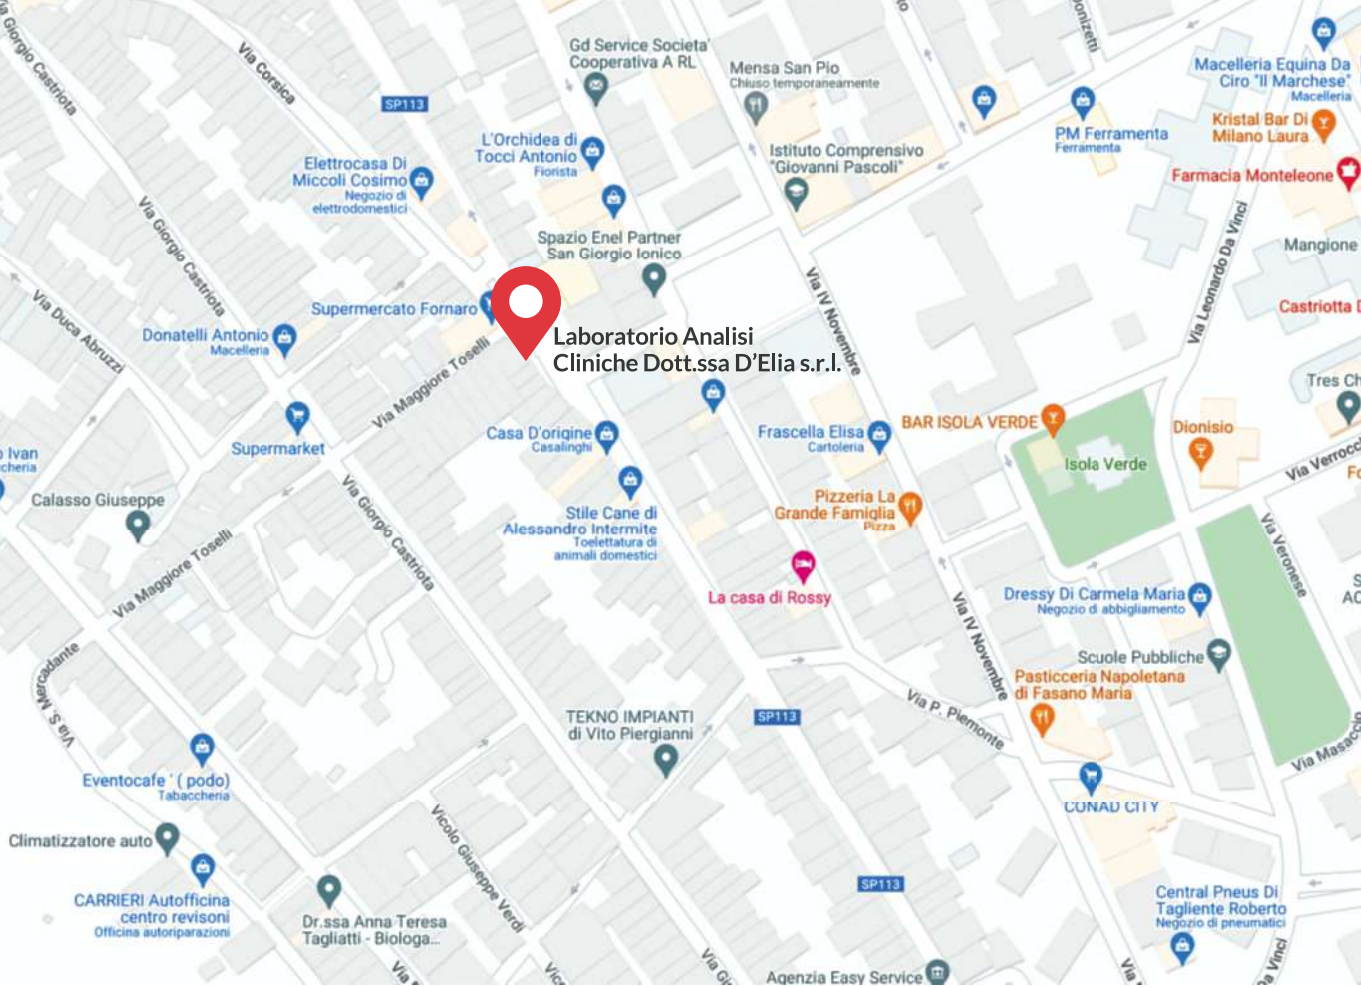 Via Giorgio Castriota
Via Corsica
SP113
Gd Service Societa'
Cooperativa A RL
Mensa San Pio
Chiuso temporaneamente
Macelleria Equina Da
Ciro "Il Marchese"
Macelleria
Kristal Bar Di
Milano Laura
PM Ferramenta
Ferramenta
Farmacia Monteleone
L'Orchidea di
Tocci Antonio
Fiorista
Istituto Comprensivo
"Giovanni Pascoli"
Elettrocasa Di
Miccoli Cosimo
Negozio di
elettrodomestici
Via Giorgio Castriota
Spazio Enel Partner
San Giorgio Ionico
Mangione
Via Leonardo Da Vinci
Via Duca Abruzzi
Supermercato Fornaro
Donatelli Antonio
Macelleria
Via IV Novembre
Castriotta
Laboratorio Analisi
Cliniche Dott.ssa D'Elia s.r.l.
Via Maggiore Toselli
Tres
Supermarket
Casa D'origine
Casalinghi
Frascella Elisa
Cartoleria
BAR ISOLA VERDE
Dionisio
Isola Verde
Ivan
Calasso Giuseppe
Via Giorgio Castriota
Stile Cane di
Alessandro Intermite
Toelettatura di
animali domestici
Pizzeria La
Grande Famiglia
Pizza
Via Verrocc
Via Veronese
Via Maggiore Toselli
La casa di Rossy
Dressy Di Carmela Maria
Negozio di abbigliamento
Via IV Novembre
Scuole Pubbliche
Via S. Mercadante
Pasticceria Napoletana
di Fasano Maria
TEKNO IMPIANTI
di Vito Piergianni
SP113
Via P. Piemonte
Via Masaccio
Eventocafe ' ( podo)
Tabaccheria
CONAD CITY
Climatizzatore auto
Vicolo Giuseppe Verdi
CARRIERI Autofficina
centro revisoni
Officina autoriparazioni
SP113
Dr.ssa Anna Teresa
Tagliatti - Biologa...
Central Pneus Di
Tagliente Roberto
Negozio di pneumatici
Agenzia Easy Service
Via
Via Gi
Via
Da Vinci